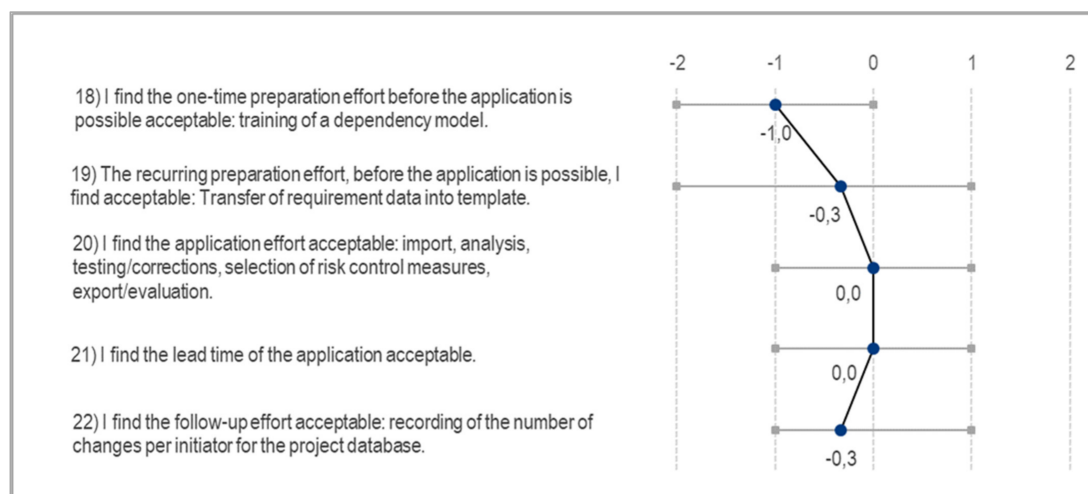 -2 -1 0 1 2
18) I find the one-time preparation effort before the application is
possible acceptable: training of a dependency model.
-1,0
19) The recurring preparation effort, before the application is possible, I
find acceptable: Transfer of requirement data into template.
-0,3
20) I find the application effort acceptable: import, analysis,
testing/corrections, selection of risk control measures,
export/evaluation.
0,0
21) I find the lead time of the application acceptable.
0,0
22) I find the follow-up effort acceptable: recording of the number of
changes per initiator for the project database.
-0,3